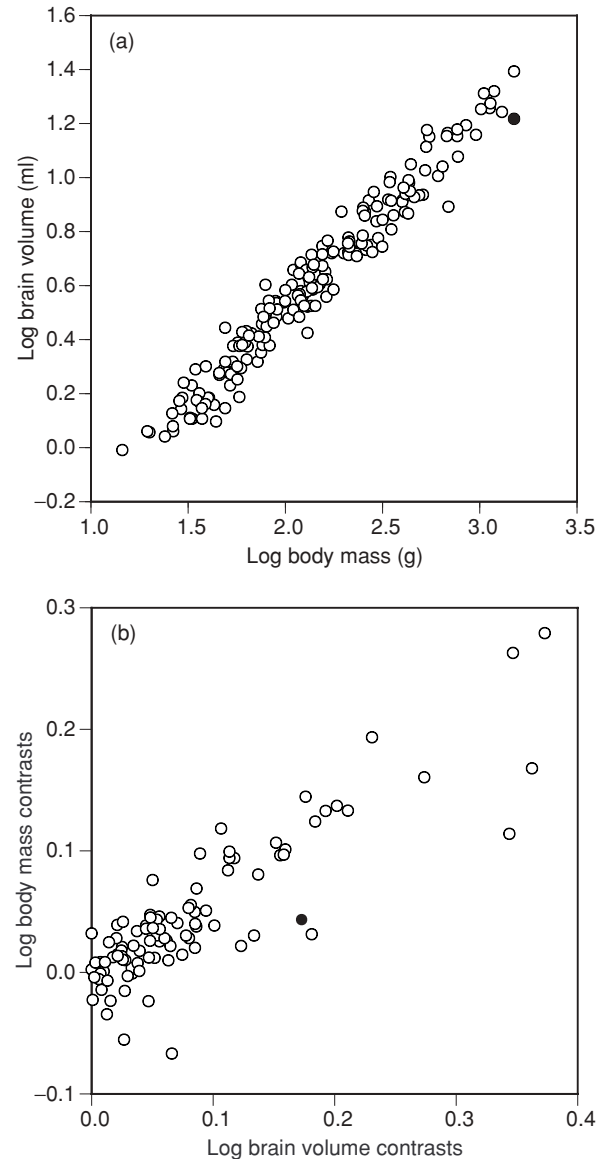 1.6
(a)
1.4
1.2
1.0
0.8
0.6
0.4
0.2
0.0
–0.2
Log brain volume (ml)
1.0 1.5 2.0 2.5 3.0 3.5
Log body mass (g)
0.3
(b)
0.2
0.1
0.0
–0.1
Log body mass contrasts
0.0 0.1 0.2 0.3 0.4
Log brain volume contrasts